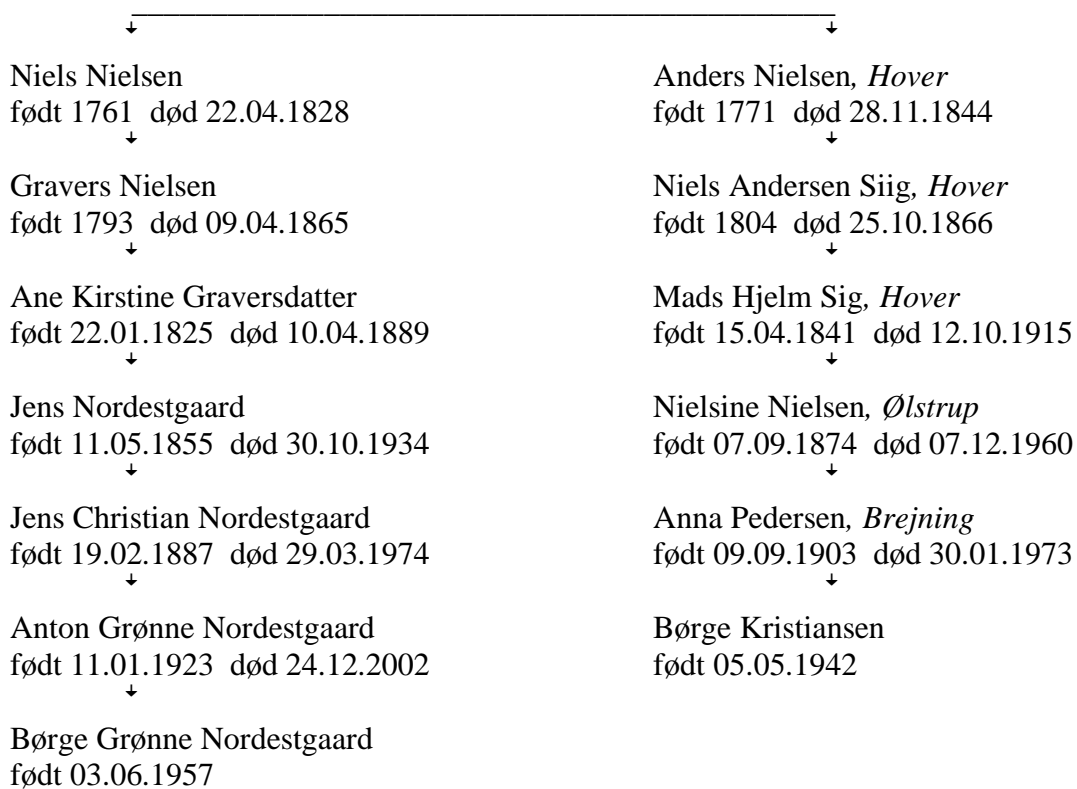 Niels Nielsen
født 1761 død 22.04.1828
Gravers Nielsen
født 1793 død 09.04.1865
Ane Kirstine Graversdatter
født 22.01.1825 død 10.04.1889
Jens Nordestgaard
født 11.05.1855 død 30.10.1934
Jens Christian Nordestgaard
født 19.02.1887 død 29.03.1974
Anton Grønne Nordestgaard
født 11.01.1923 død 24.12.2002
Børge Grønne Nordestgaard
født 03.06.1957
Anders Nielsen, Hover
født 1771 død 28.11.1844
Niels Andersen Siig, Hover
født 1804 død 25.10.1866
Mads Hjelm Sig, Hover
født 15.04.1841 død 12.10.1915
Nielsine Nielsen, Ølstrup
født 07.09.1874 død 07.12.1960
Anna Pedersen, Brejning
født 09.09.1903 død 30.01.1973
Børge Kristiansen
født 05.05.1942